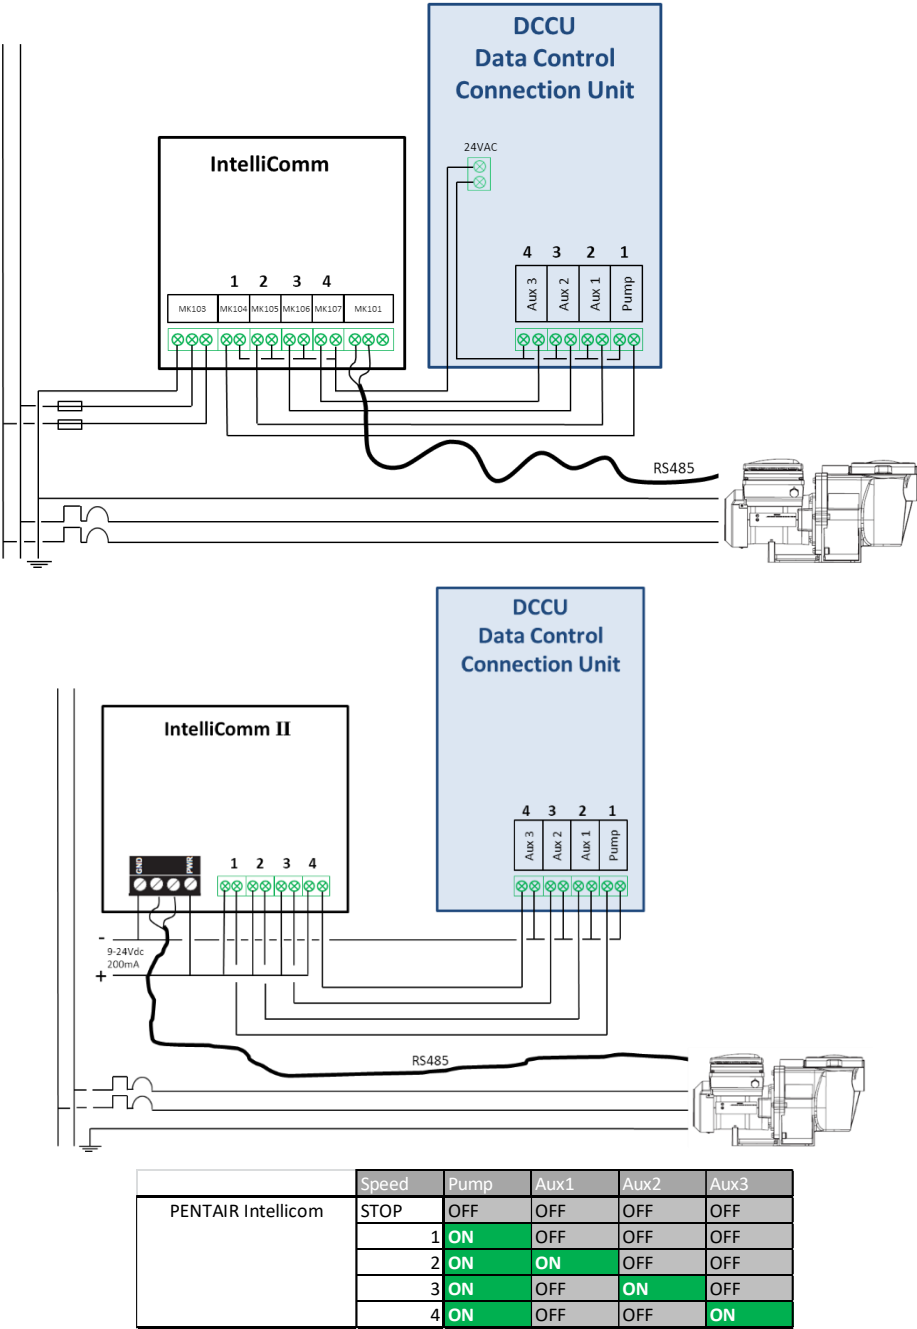 DCCU
Data Control
Connection Unit
24VAC
IntelliComm
4 3 2 1
Aux 3 Aux 2 Aux 1 Pump
1 2 3 4
MK103 MK104 MK105 MK106 MK107 MK101
RS485
DCCU
Data Control
Connection Unit
IntelliComm II
4 3 2 1
Aux 3 Aux 2 Aux 1 Pump
GND PWR 1 2 3 4
-
9-24Vdc
200mA
+
RS485
Speed Pump Aux1 Aux2 Aux3
PENTAIR Intellicom STOP OFF OFF OFF OFF
1 ON OFF OFF OFF
2 ON ON OFF OFF
3 ON OFF ON OFF
4 ON OFF OFF ON